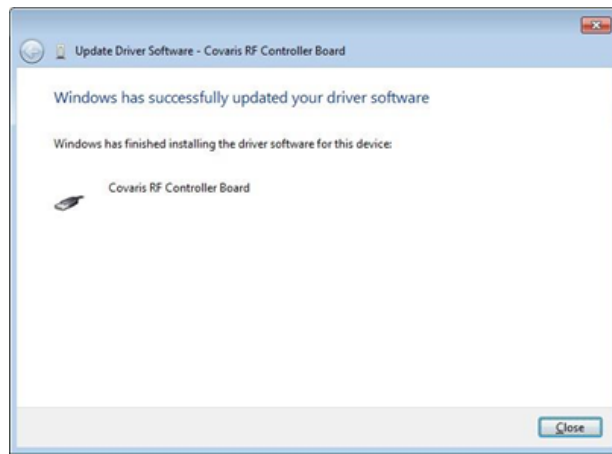 Update Driver Software - Covaris RF Controller Board
Windows has successfully updated your driver software
Windows has finished installing the driver software for this device:
Covaris RF Controller Board
Close